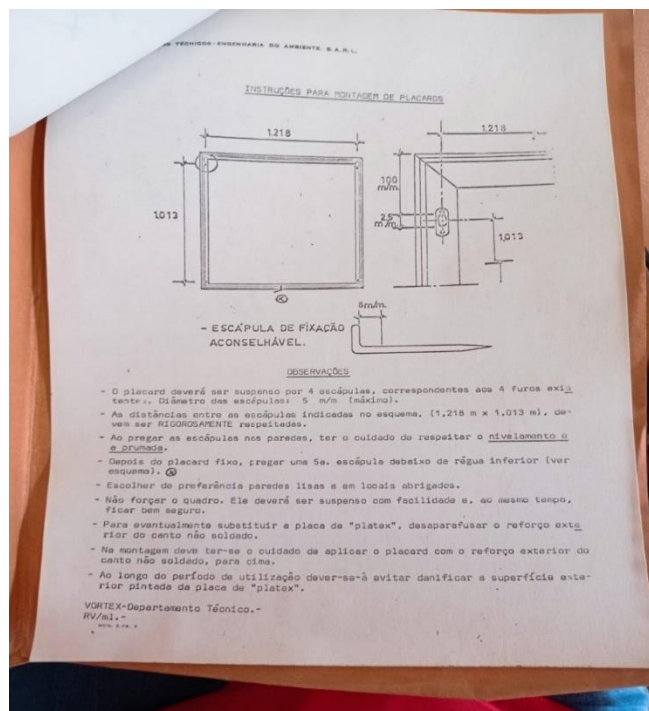 TÉCNICOS-ENGENHARIA DO AMBIENTE S.A.R.L.
INSTRUÇÕES PARA MONTAGEM DE PLACARDS
1.218
1.218
100
m/m.
1.013
25
m/m.
1,013
8m/m.
- ESCÁPULA DE FIXAÇÃO
ACONSELHÁVEL.
OBSERVAÇÕES
- O placard deverá ser suspenso por 4 escápulas, correspondentes aos 4 furos exis
tentes. Diâmetro das escápulas: 5 m/m (máximo).
- As distâncias entre as escápulas indicadas no esquema, (1,218 m x 1,013 m), de-
vem ser RIGOROSAMENTE respeitadas.
- Ao pregar as escápulas nas paredes, ter o cuidado de respeitar o nivelamento e
a prumada.
- Depois do placard fixo, pregar uma 5a. escápula debaixo da régua inferior (ver
esquema).
- Escolher de preferência paredes lisas e em locais abrigados.
- Não forçar o quadro. Ele deverá ser suspenso com facilidade e, ao mesmo tempo,
ficar bem seguro.
- Para eventualmente substituir a placa de "platex", desaparafusar o reforço exte
rior do canto não soldado.
- Na montagem deve ter-se o cuidado de aplicar o placard com o reforço exterior do
canto não soldado, para cima.
- Ao longo do período de utilização dever-se-à evitar danificar a superfície exte-
rior pintada da placa de "platex".
VORTEX-Departamento Técnico.-
RV/ml.-